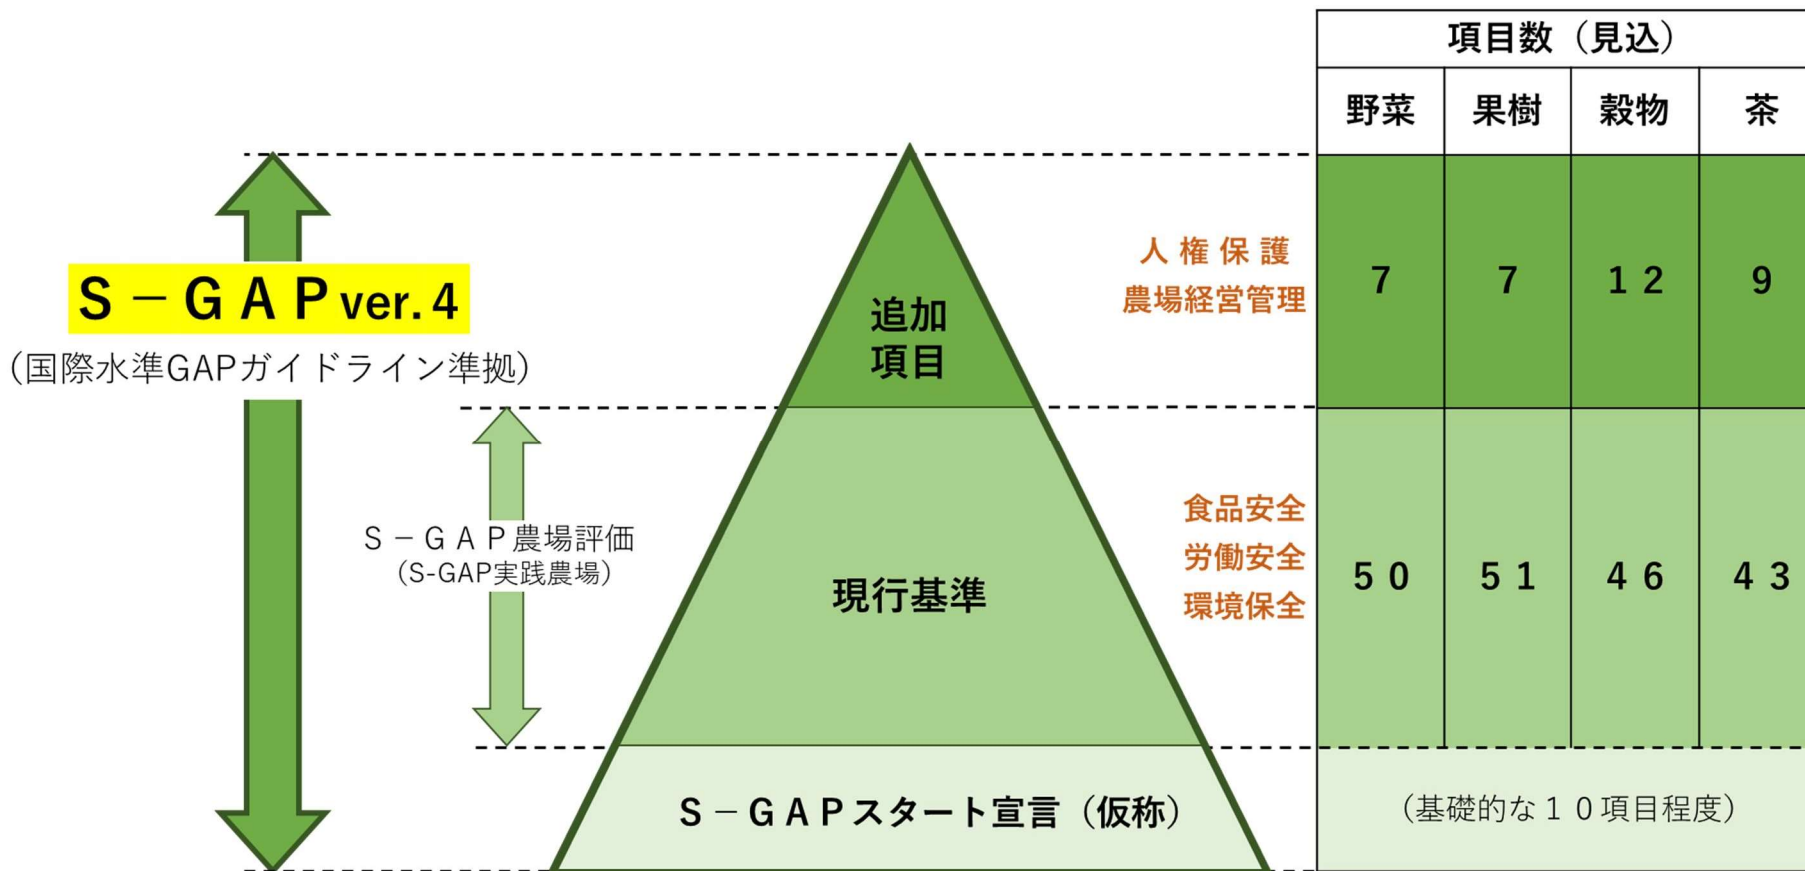 項目数（見込）
野菜 果樹 穀物 茶
Ｓ－ＧＡＰ ver.4
（国際水準GAPガイドライン準拠）
追加
項目
人権保護
農場経営管理
7 7 12 9
Ｓ－ＧＡＰ農場評価
（S-GAP実践農場）
現行基準
食品安全
労働安全
環境保全
50 51 46 43
Ｓ－ＧＡＰスタート宣言（仮称）
（基礎的な１０項目程度）